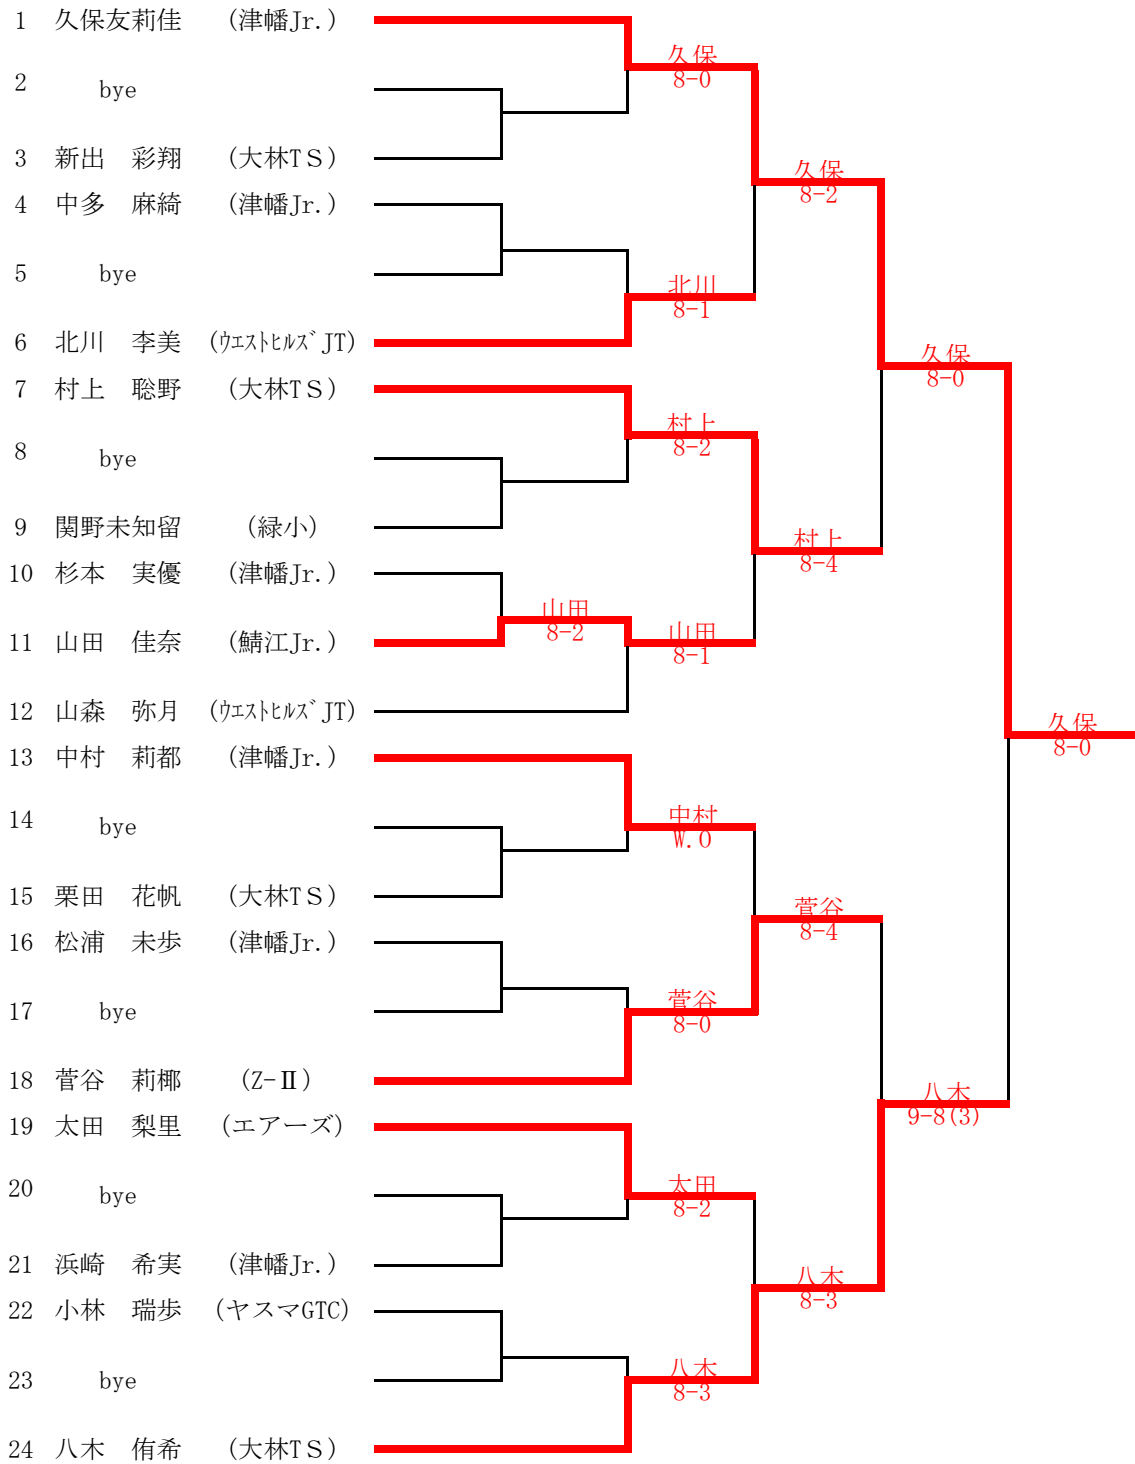 1 久保友莉佳 (津幡Jr.)
久保
8-0
2 bye
3 新出 彩翔 (大林TS)
久保
8-2
4 中多 麻綺 (津幡Jr.)
5 bye
北川
8-1
6 北川 李美 (ｳｴｽﾄﾋﾙｽﾞJT)
久保
8-0
7 村上 聡野 (大林TS)
村上
8-2
8 bye
9 関野未知留 (緑小)
村上
8-4
10 杉本 実優 (津幡Jr.)
山田
8-2
11 山田 佳奈 (鯖江Jr.)
山田
8-1
12 山森 弥月 (ｳｴｽﾄﾋﾙｽﾞJT)
久保
8-0
13 中村 莉都 (津幡Jr.)
中村
W.O
14 bye
15 栗田 花帆 (大林TS)
菅谷
8-4
16 松浦 未歩 (津幡Jr.)
17 bye
菅谷
8-0
18 菅谷 莉椰 (Z-Ⅱ)
八木
9-8(3)
19 太田 梨里 (エアーズ)
太田
8-2
20 bye
21 浜崎 希実 (津幡Jr.)
八木
8-3
22 小林 瑞歩 (ヤスマGTC)
23 bye
八木
8-3
24 八木 侑希 (大林TS)